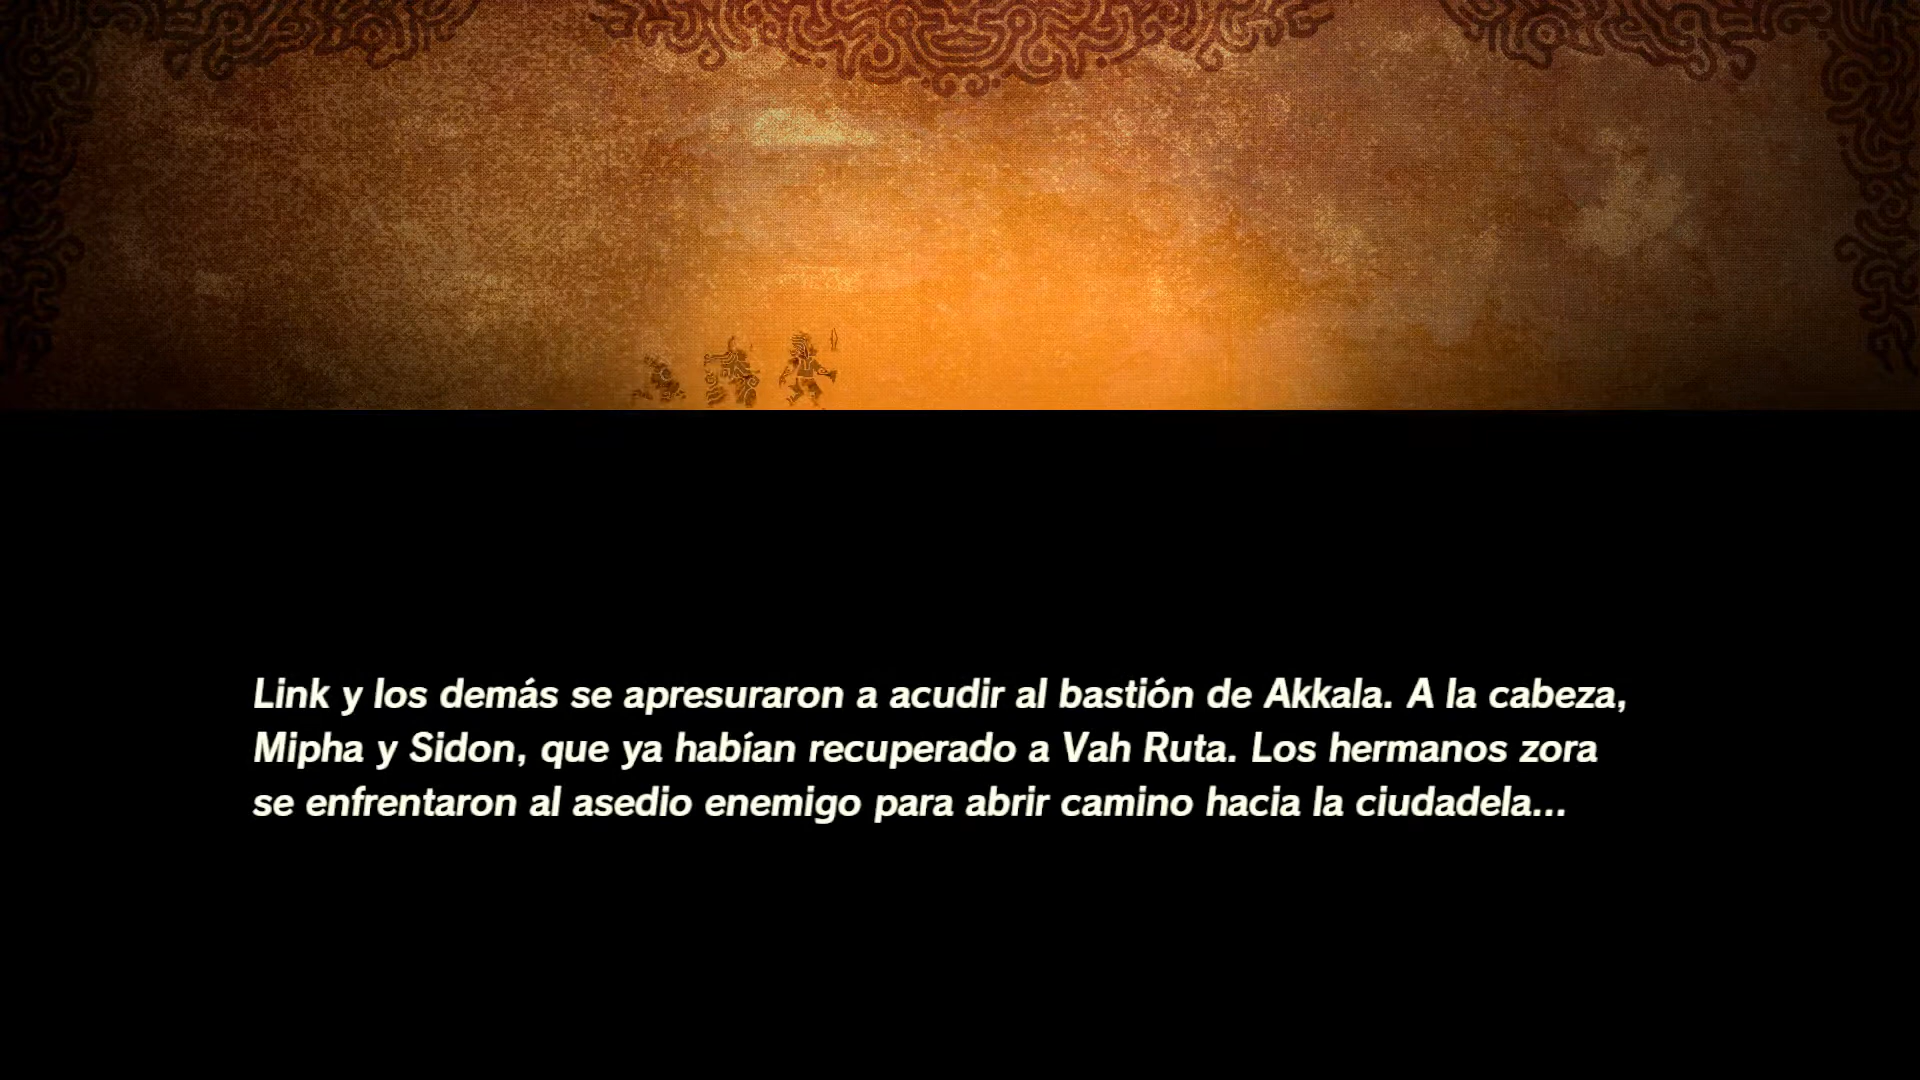 Link y los demás se apresuraron a acudir al bastión de Akkala. A la cabeza,
Mipha y Sidon, que ya habían recuperado a Vah Ruta. Los hermanos zora
se enfrentaron al asedio enemigo para abrir camino hacia la ciudadela...